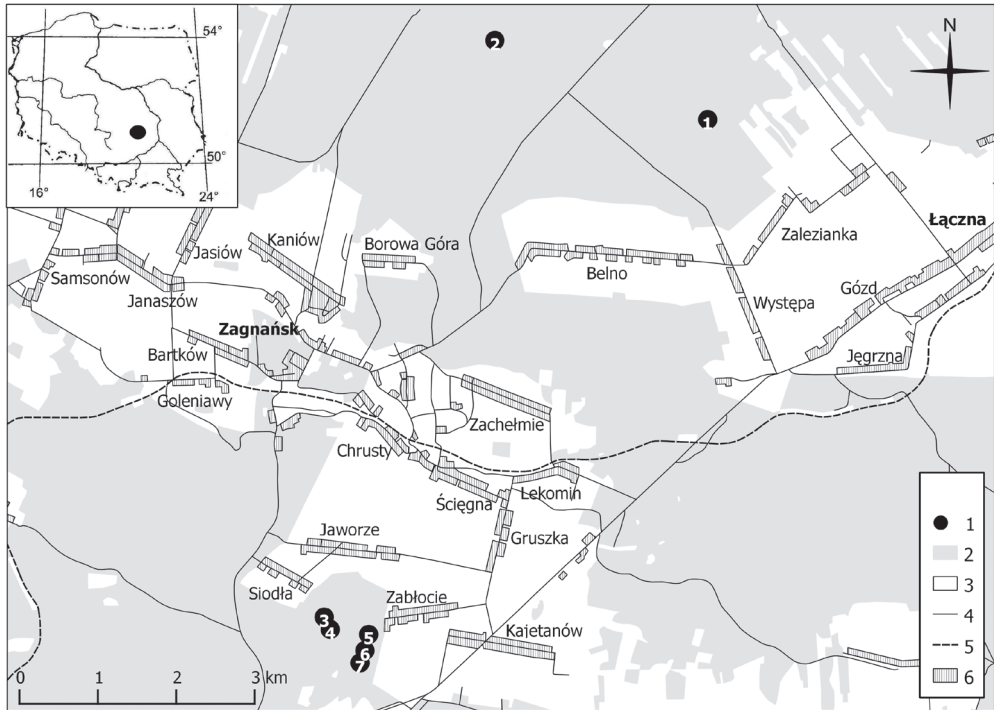 54°
50°
16°
24°
N
2
1
Łączna
Zalezianka
Jasiów
Kaniów
Borowa Góra
Samsonów
Belno
Janaszów
Występa
Gózd
Zagnańsk
Bartków
Jęgrzna
Goleniawy
Zachełmie
Chrusty
Ścięgna
Łekomin
Jaworze
Gruszka
Siodła
Zabłocie
Kajetanów
3
4
5
6
7
1
2
3
4
5
6
0 1 2 3 km